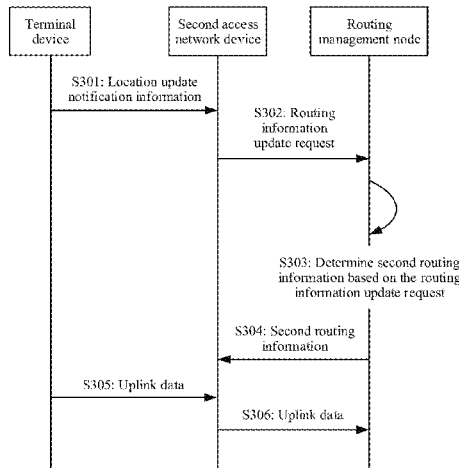 Terminal
device
Second access
network device
Routing
management node
S301: Location update
notification information
S302: Routing
information
update request
S303: Determine second routing
information based on the routing
information update request
S304: Second routing
information
S305: Uplink data
S306: Uplink data